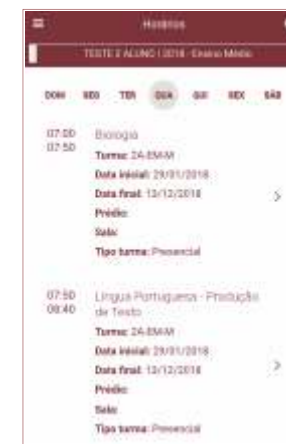 Horários
TESTE 2 ALUNO | 2018 - Ensino Médio
DOM SEG TER QUA QUI SEX SÁB
07:00
07:50
Biologia
Turma: 2A-EM-M
Data inicial: 29/01/2018
Data final: 13/12/2018
Prédio:
Sala:
Tipo turma: Presencial
07:50
08:40
Língua Portuguesa - Produção
de Texto
Turma: 2A-EM-M
Data inicial: 29/01/2018
Data final: 13/12/2018
Prédio:
Sala:
Tipo turma: Presencial